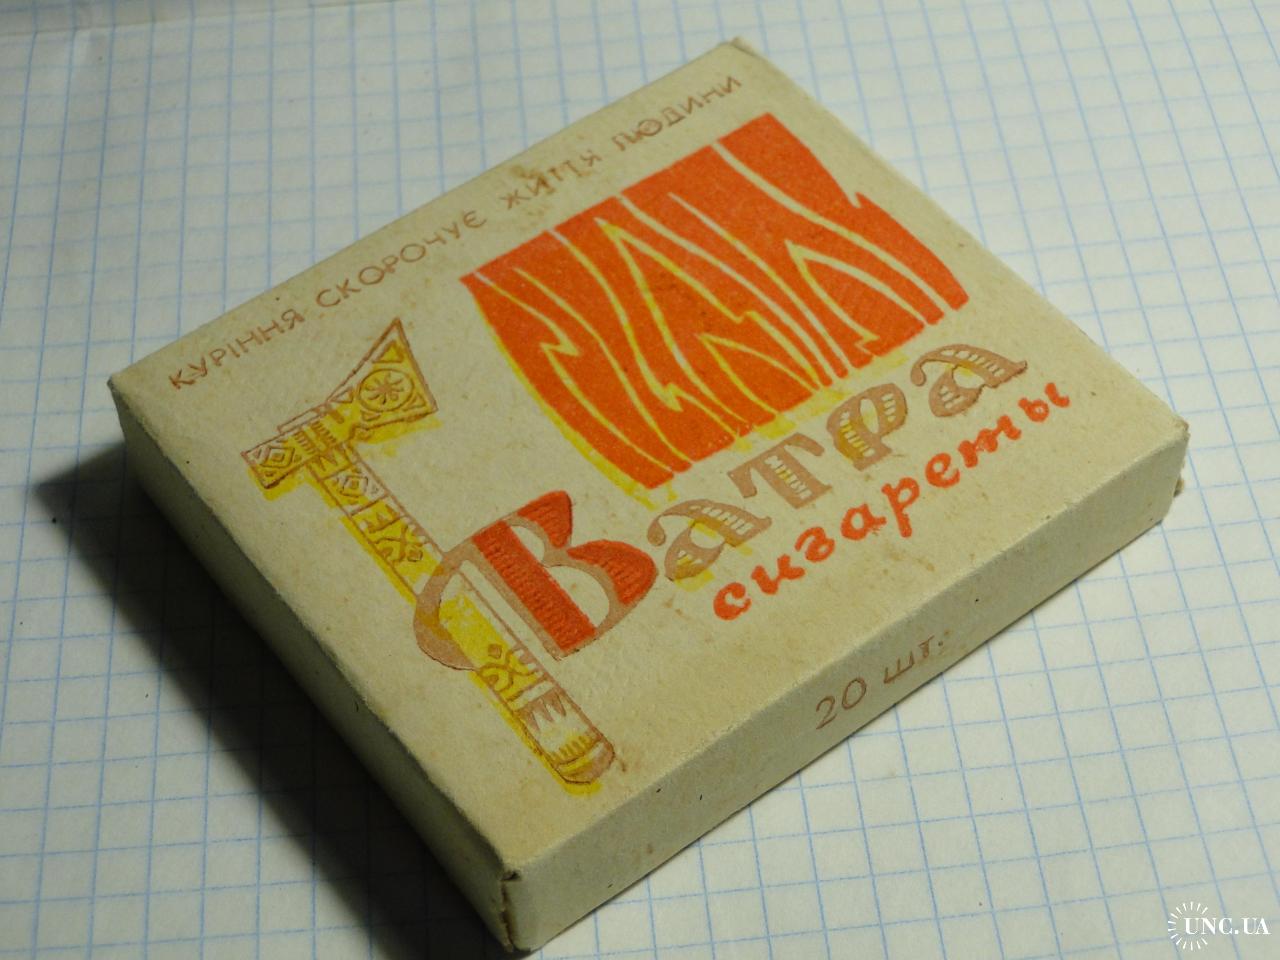 КУРІННЯ СКОРОЧУЄ ЖИТТЯ ЛЮДИНИ
Ватра
сигареты
20 шт.
UNC.UA